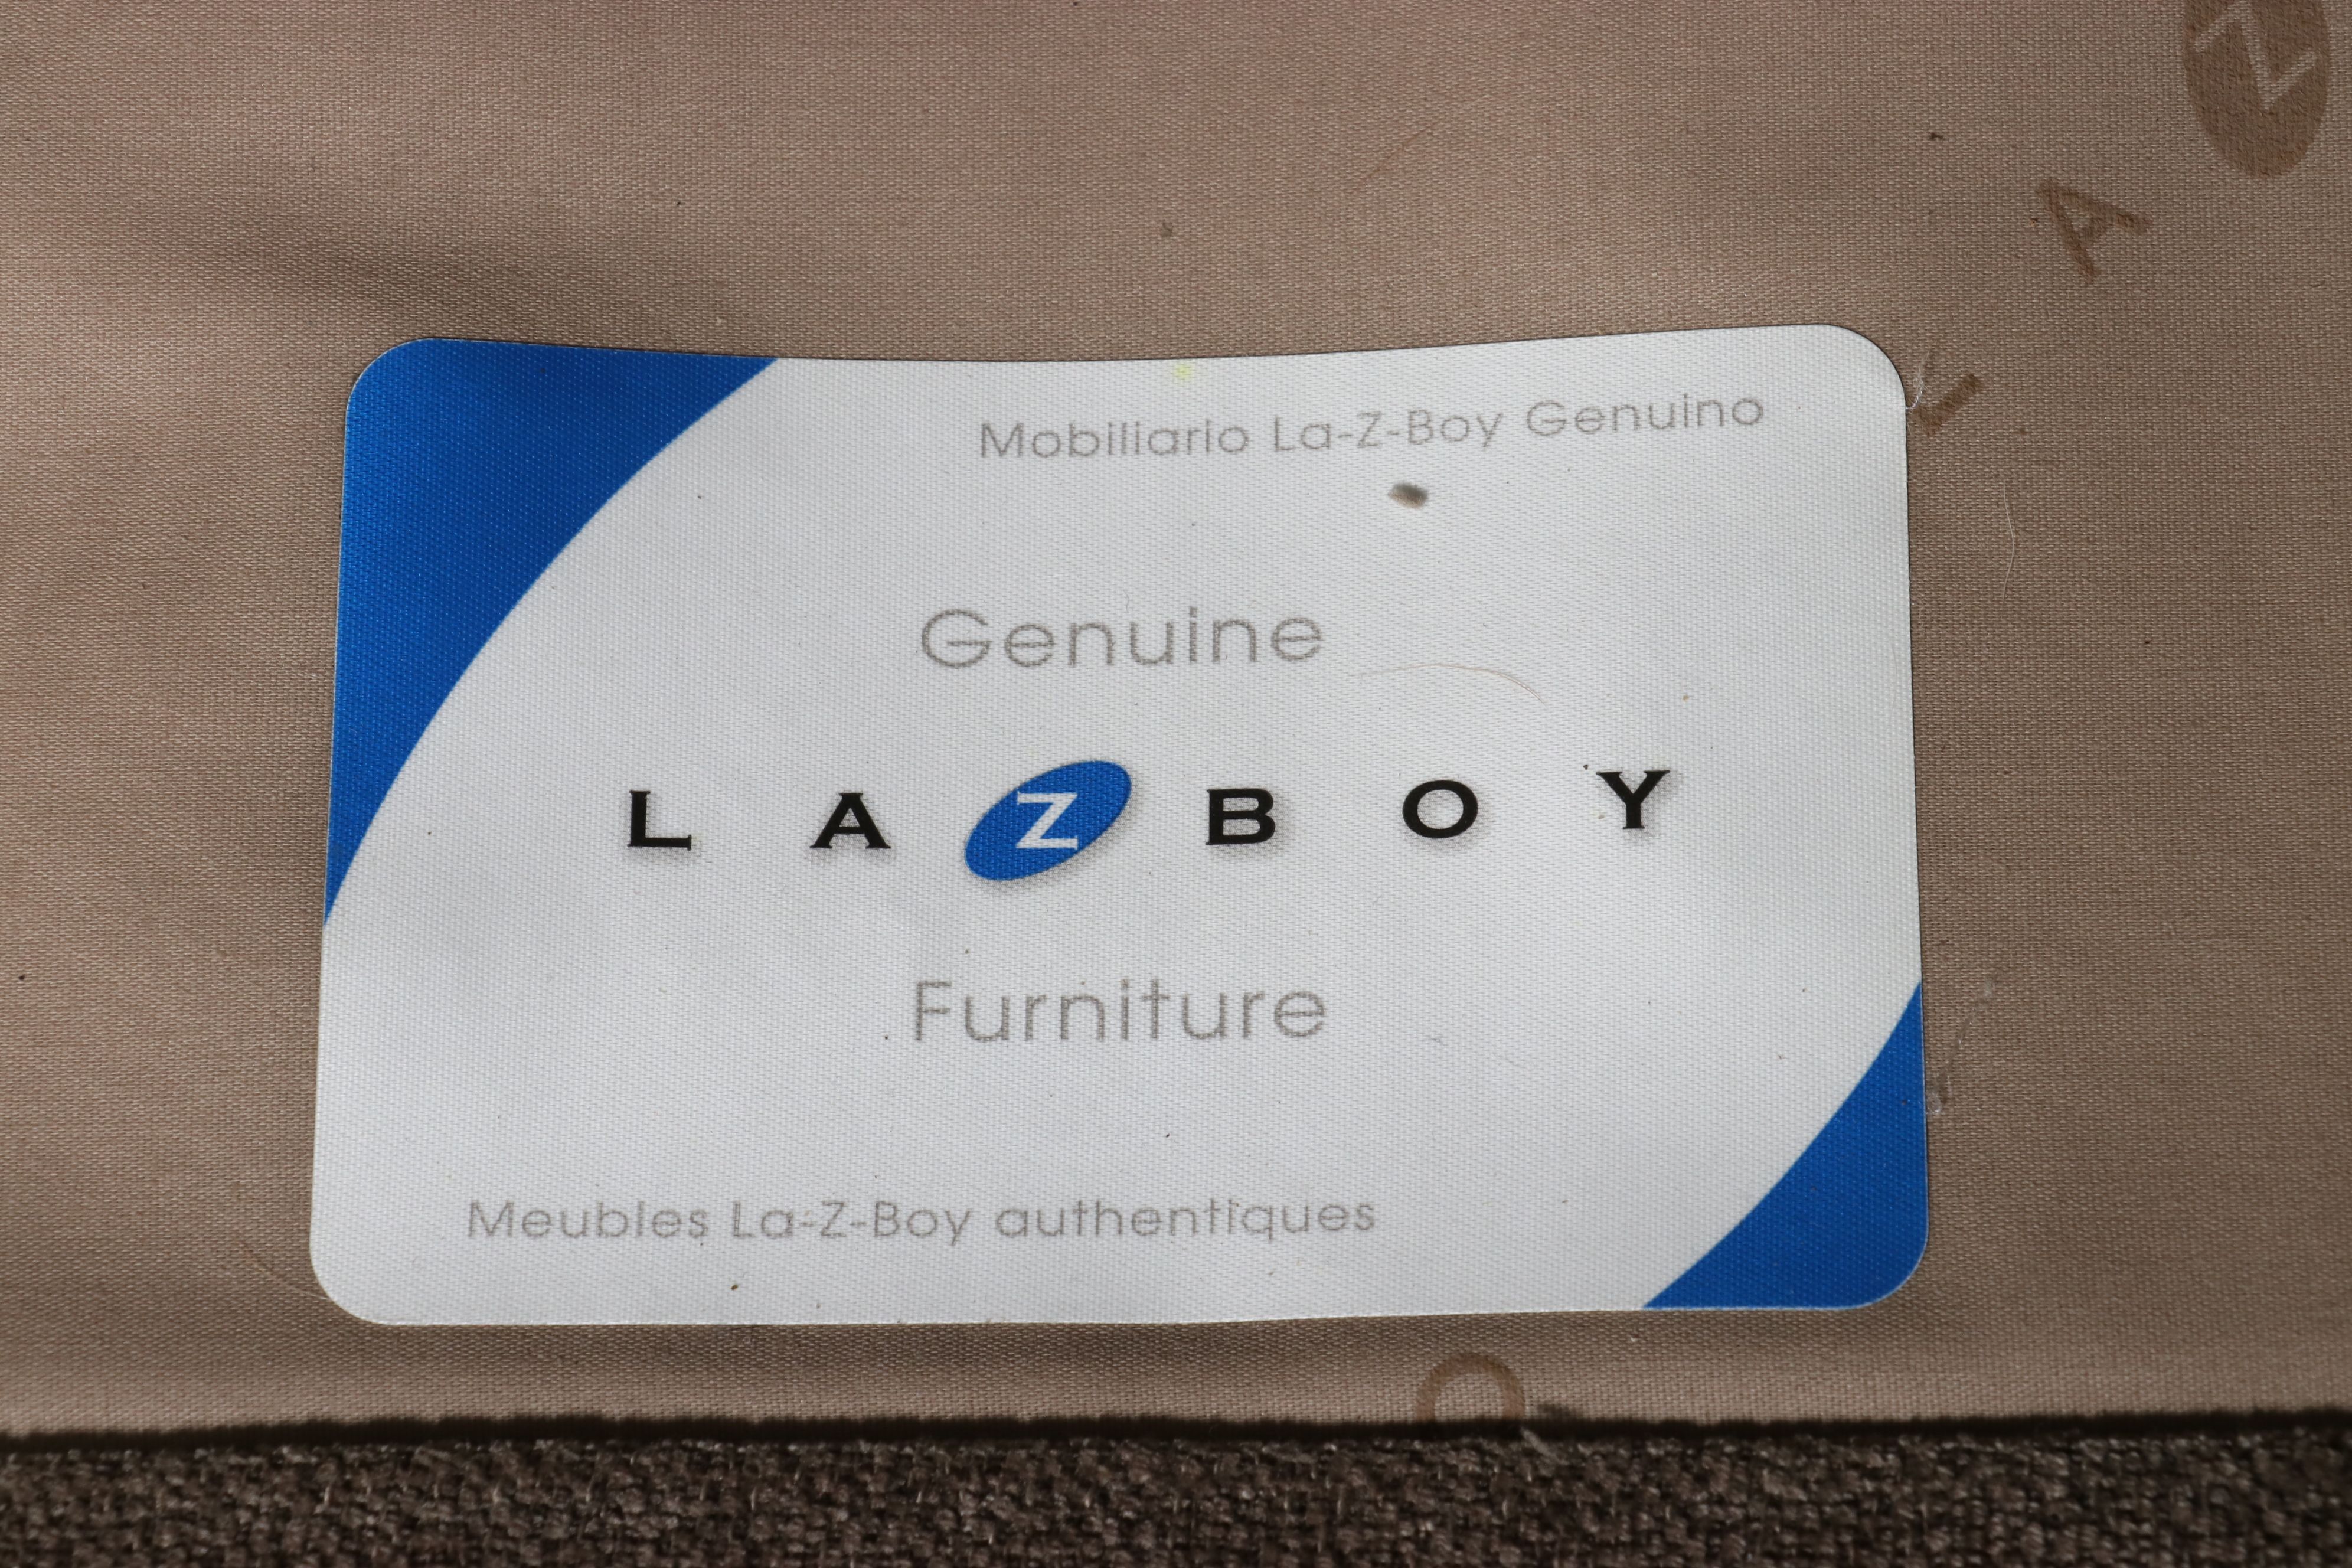 Mobiliario La-Z-Boy Genuino
Genuine
LAZBOY
Furniture
Meubles La-Z-Boy authentiques
L A Z
O